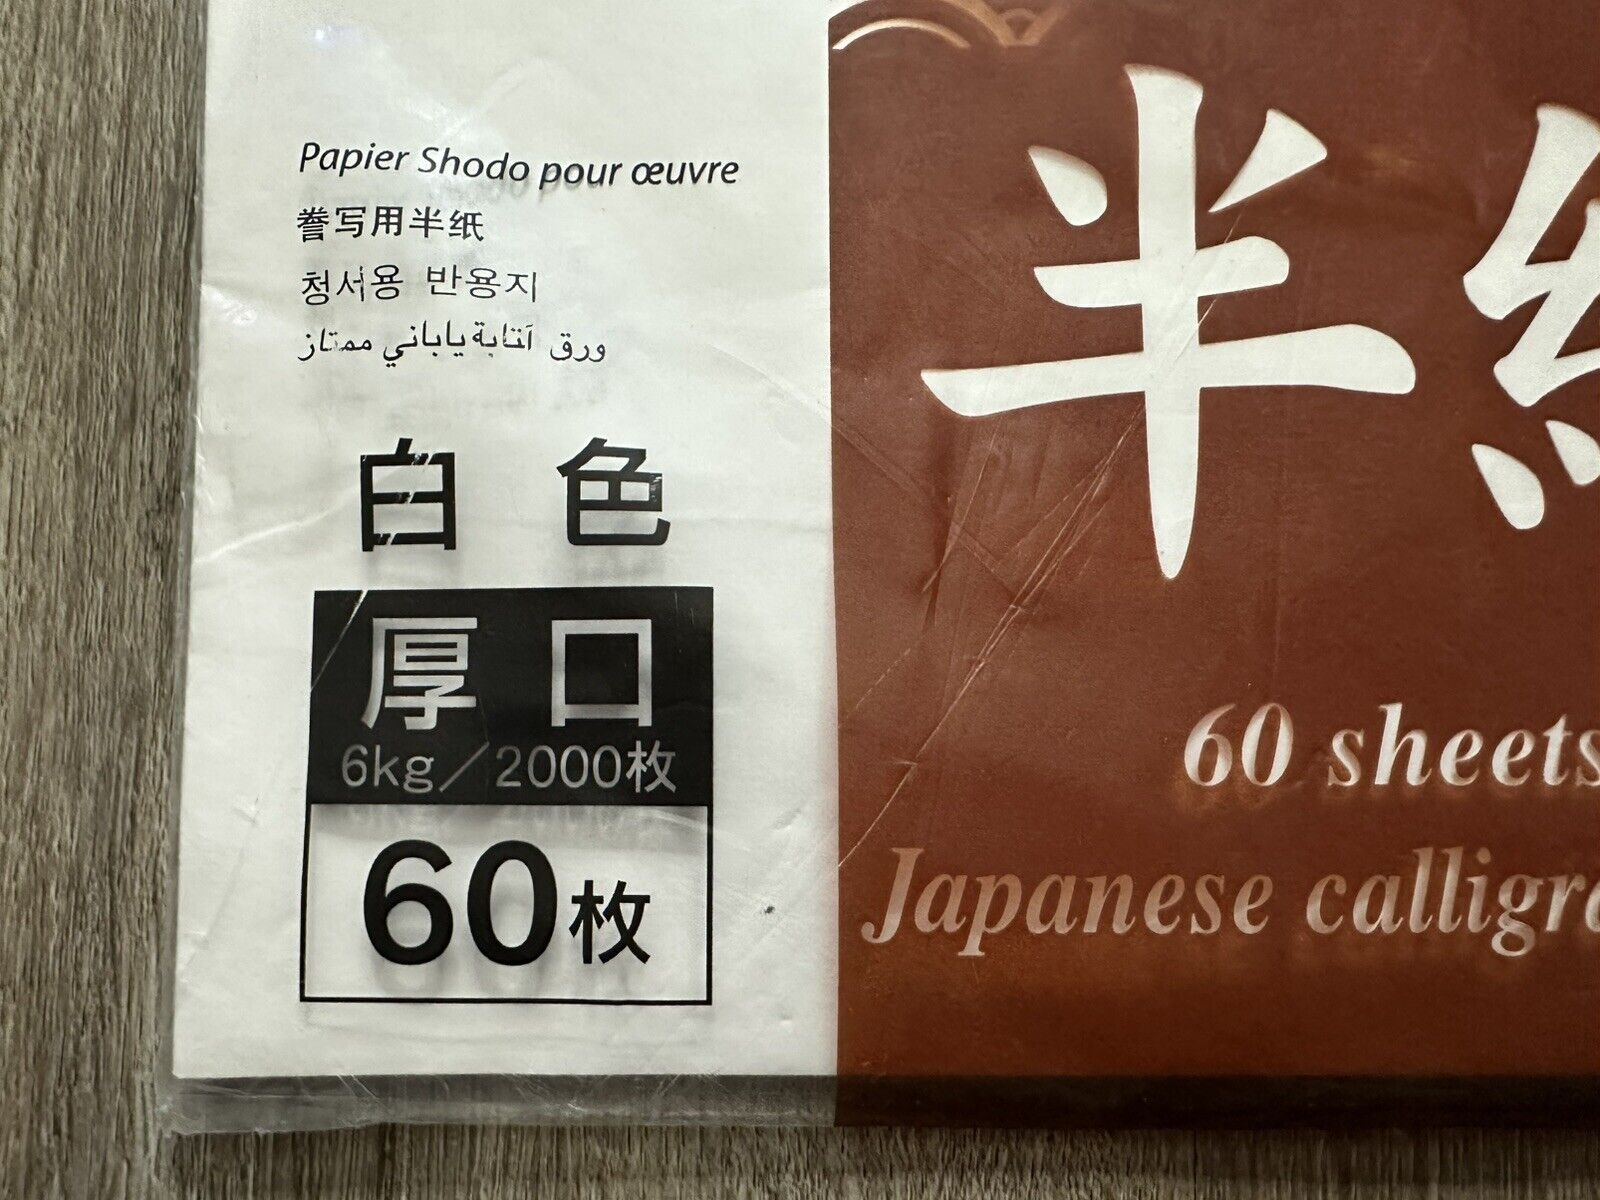 Papier Shodo pour œuvre
誊写用半纸
청서용 반용지
ورق آتابة ياباني ممتاز
白色
厚口
6kg／2000枚
60枚
半
60 sheets
Japanese calligra